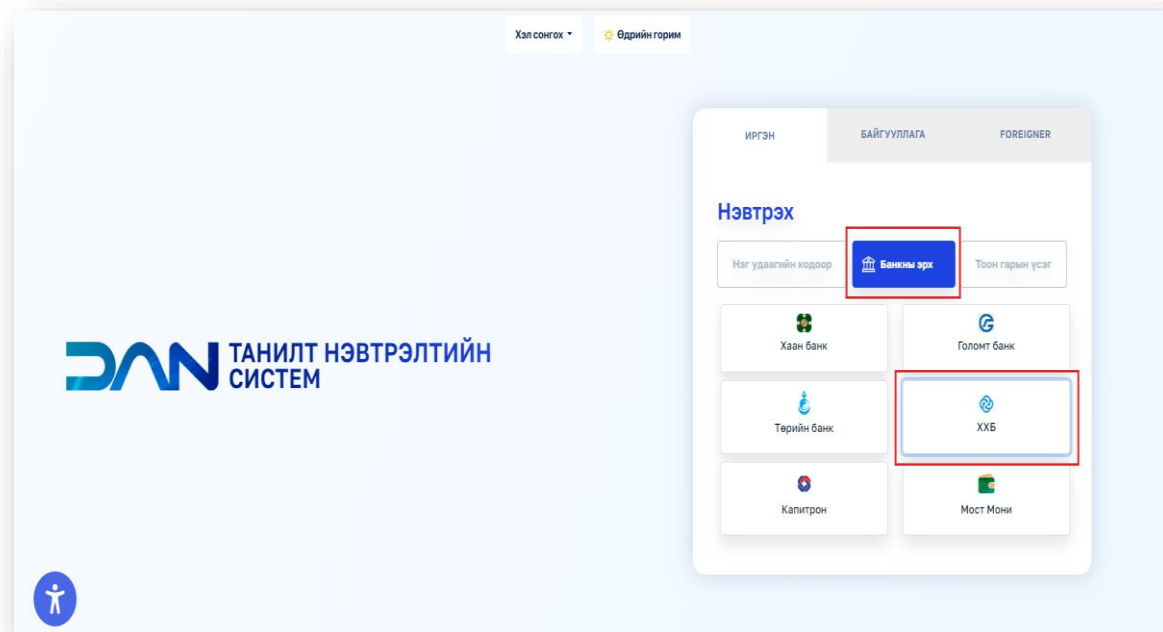 Хэл сонгох
Өдрийн горим
ИРГЭН
БАЙГУУЛЛАГА
FOREIGNER
Нэвтрэх
Нэг удаагийн кодоор
Банкны эрх
Тоон гарын үсэг
Хаан банк
Голомт банк
Төрийн банк
ХХБ
Капитрон
Мост Мони
DAN ТАНИЛТ НЭВТРЭЛТИЙН
СИСТЕМ